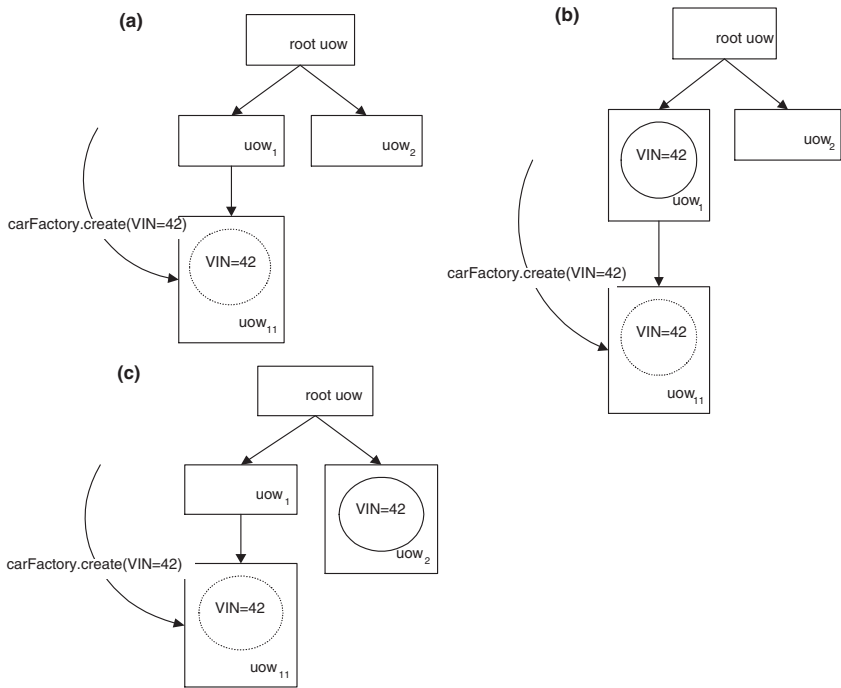 (a)
root uow
uow1
uow2
carFactory.create(VIN=42)
VIN=42
uow11
(b)
root uow
VIN=42
uow1
uow2
carFactory.create(VIN=42)
VIN=42
uow11
(c)
root uow
uow1
VIN=42
uow2
carFactory.create(VIN=42)
VIN=42
uow11